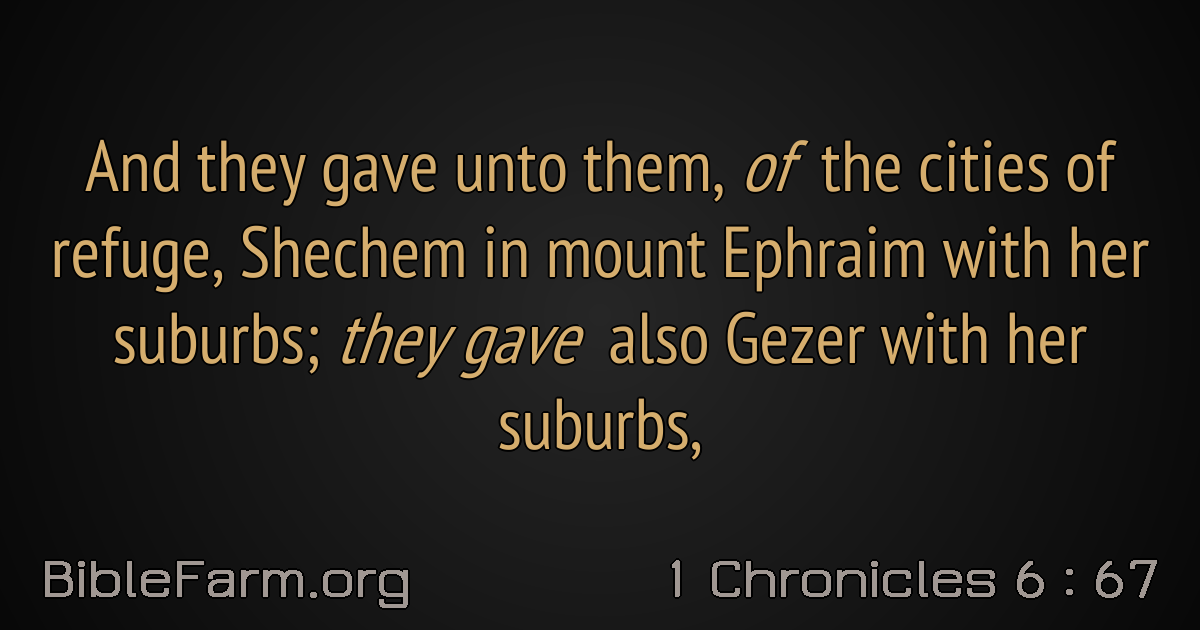 And they gave unto them, of the cities of
refuge, Shechem in mount Ephraim with her
suburbs; they gave also Gezer with her
suburbs,
BibleFarm.org
1 Chronicles 6 : 67